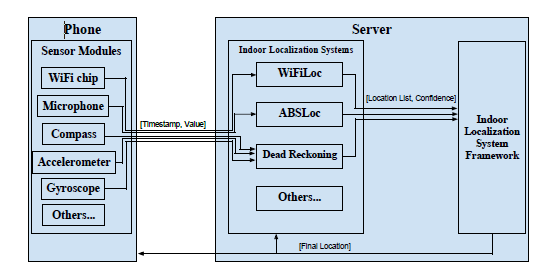 Phone
Sensor Modules
WiFi chip
Microphone
Compass
Accelerometer
Gyroscope
Others...
[Timestamp, Value]
Server
Indoor Localization Systems
WiFiLoc
ABSLoc
Dead Reckoning
Others...
[Location List, Confidence]
Indoor
Localization
System
Framework
[Final Location]